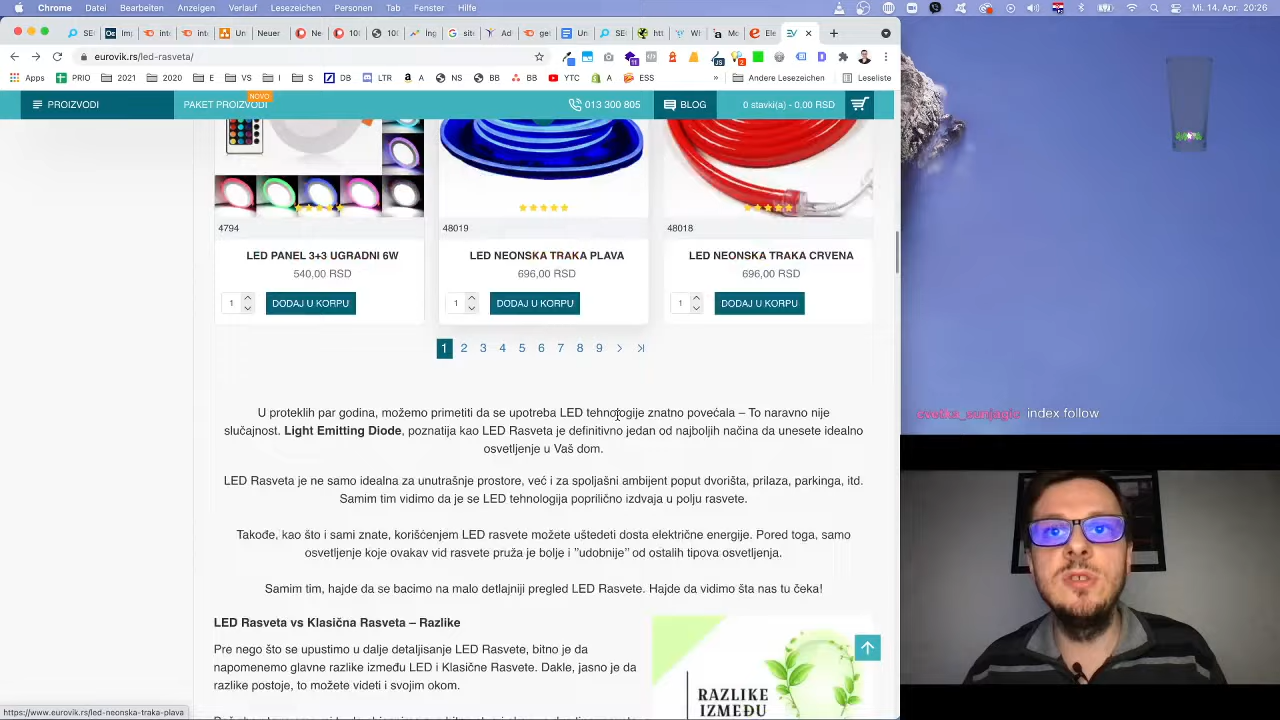 Chrome Datei Bearbeiten Anzeigen Verlauf Lesezeichen Personen Tab Fenster Hilfe
Mi. 14. Apr. 20:26
eurovik.rs/led-rasveta/
Apps PRIO 2021 2020 E VS I S DB LTR A NS BB BB YTC A ESS » Andere Lesezeichen Leseliste
NOVO
PROIZVODI PAKET PROIZVODI 013 300 805 BLOG 0 stavki(a) - 0,00 RSD
4794 48019 48018
LED PANEL 3+3 UGRADNI 6W LED NEONSKA TRAKA PLAVA LED NEONSKA TRAKA CRVENA
540,00 RSD 696,00 RSD 696,00 RSD
1 DODAJ U KORPU 1 DODAJ U KORPU 1 DODAJ U KORPU
1 2 3 4 5 6 7 8 9 > >|
U proteklih par godina, možemo primetiti da se upotreba LED tehnologije znatno povećala – To naravno nije
slučajnost. Light Emitting Diode, poznatija kao LED Rasveta je definitivno jedan od najboljih načina da unesete idealno
osvetljenje u Vaš dom.
LED Rasveta je ne samo idealna za unutrašnje prostore, već i za spoljašni ambijent poput dvorišta, prilaza, parkinga, itd.
Samim tim vidimo da je se LED tehnologija poprilično izdvaja u polju rasvete.
Takođe, kao što i sami znate, korišćenjem LED rasvete možete uštedeti dosta električne energije. Pored toga, samo
osvetljenje koje ovakav vid rasvete pruža je bolje i "udobnije" od ostalih tipova osvetljenja.
Samim tim, hajde da se bacimo na malo detlajniji pregled LED Rasvete. Hajde da vidimo šta nas tu čeka!
LED Rasveta vs Klasična Rasveta – Razlike
Pre nego što se upustimo u dalje detaljisanje LED Rasvete, bitno je da
napomenemo glavne razlike između LED i Klasične Rasvete. Dakle, jasno je da
razlike postoje, to možete videti i svojim okom.
RAZLIKE
IZMEĐU
https://www.eurovik.rs/led-neonska-traka-plava
index follow